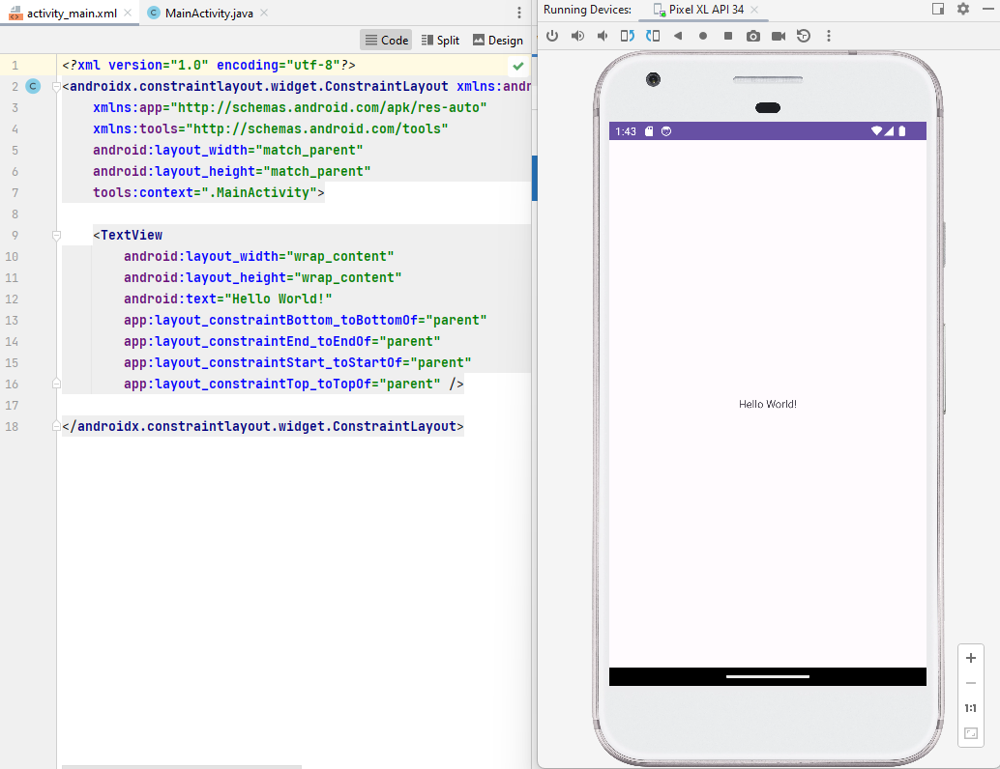 activity_main.xml
MainActivity.java
Running Devices:
Pixel XL API 34
Code
Split
Design
1 <?xml version="1.0" encoding="utf-8"?>
2 C <androidx.constraintlayout.widget.ConstraintLayout xmlns:andr
3 xmlns:app="http://schemas.android.com/apk/res-auto"
4 xmlns:tools="http://schemas.android.com/tools"
5 android:layout_width="match_parent"
6 android:layout_height="match_parent"
7 tools:context=".MainActivity">
8
9 <TextView
10 android:layout_width="wrap_content"
11 android:layout_height="wrap_content"
12 android:text="Hello World!"
13 app:layout_constraintBottom_toBottomOf="parent"
14 app:layout_constraintEnd_toEndOf="parent"
15 app:layout_constraintStart_toStartOf="parent"
16 app:layout_constraintTop_toTopOf="parent" />
17
18 </androidx.constraintlayout.widget.ConstraintLayout>
1:43
Hello World!
1:1